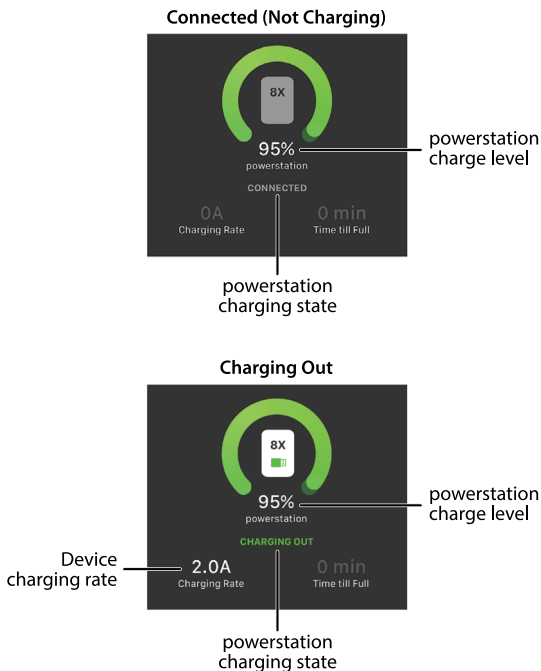 Connected (Not Charging)
8X
95%
powerstation
powerstation
charge level
CONNECTED
0A
0 min
Charging Rate
Time till Full
powerstation
charging state
Charging Out
8X
95%
powerstation
powerstation
charge level
CHARGING OUT
Device
charging rate
2.0A
0 min
Charging Rate
Time till Full
powerstation
charging state